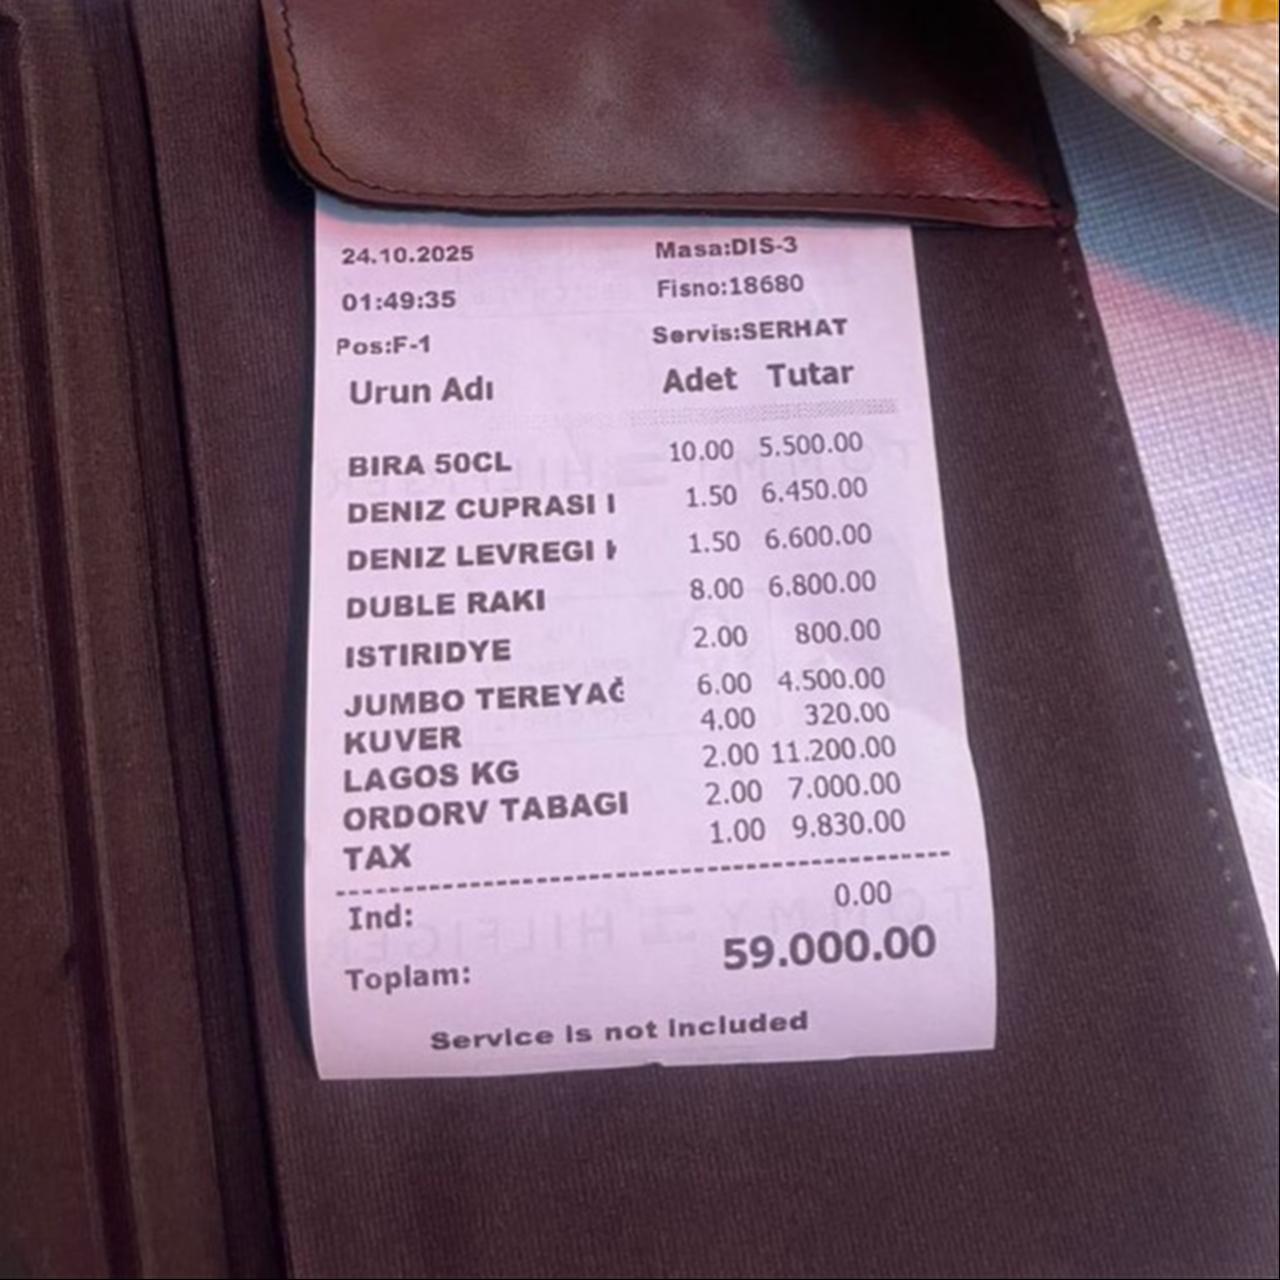 24.10.2025 Masa:DIS-3
01:49:35 Fisno:18680
Pos:F-1 Servis:SERHAT
Urun Adı Adet Tutar
BIRA 50CL 10.00 5.500.00
DENIZ CUPRASI 1.50 6.450.00
DENIZ LEVREGI 1.50 6.600.00
DUBLE RAKI 8.00 6.800.00
ISTIRIDYE 2.00 800.00
JUMBO TEREYAĞ 6.00 4.500.00
KUVER 4.00 320.00
LAGOS KG 2.00 11.200.00
ORDORV TABAGI 2.00 7.000.00
TAX 1.00 9.830.00
Ind: 0.00
Toplam: 59.000.00
Service is not included
TOMMY HILFIGER